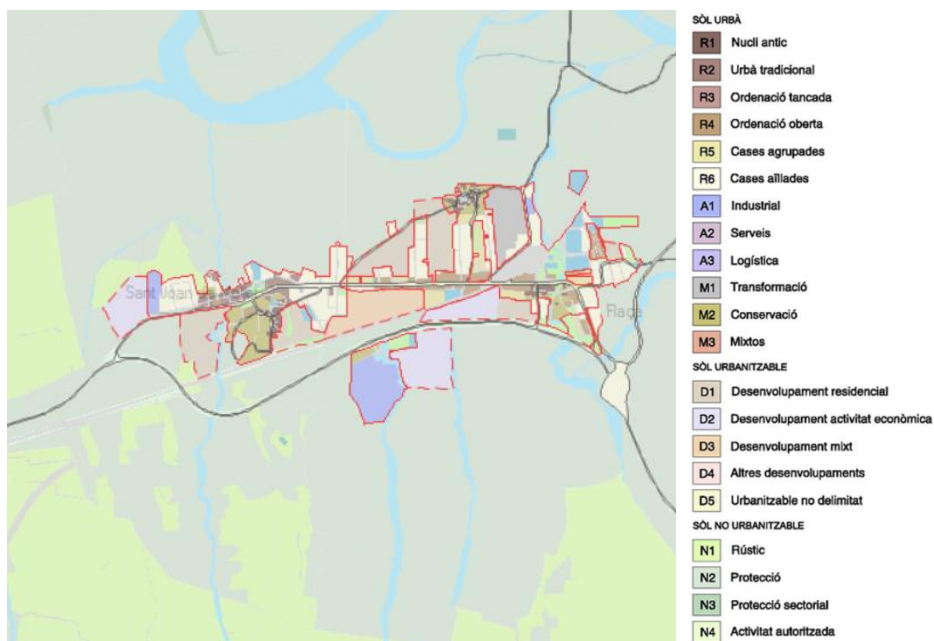 Sant Joan
Flaçà
SÒL URBÀ
R1 Nucli antic
R2 Urbà tradicional
R3 Ordenació tancada
R4 Ordenació oberta
R5 Cases agrupades
R6 Cases aïllades
A1 Industrial
A2 Serveis
A3 Logística
M1 Transformació
M2 Conservació
M3 Mixtos
SÒL URBANITZABLE
D1 Desenvolupament residencial
D2 Desenvolupament activitat econòmica
D3 Desenvolupament mixt
D4 Altres desenvolupaments
D5 Urbanitzable no delimitat
SÒL NO URBANITZABLE
N1 Rústic
N2 Protecció
N3 Protecció sectorial
N4 Activitat autoritzada